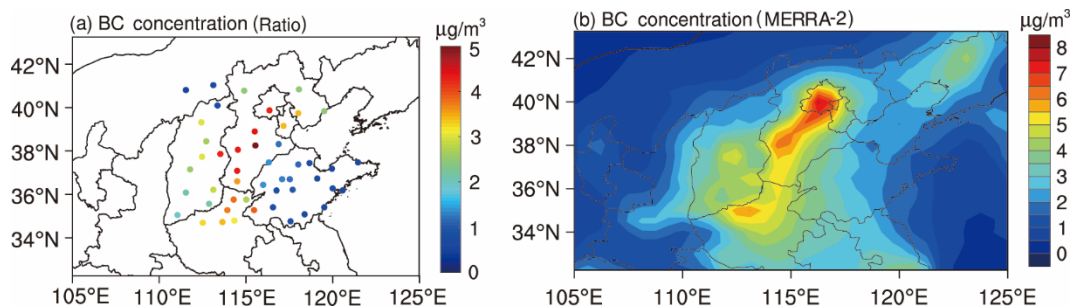 (a) BC concentration (Ratio)
μg/m³
42°N
40°N
38°N
36°N
34°N
105°E 110°E 115°E 120°E 125°E
5
4
3
2
1
0
(b) BC concentration (MERRA-2)
μg/m³
42°N
40°N
38°N
36°N
34°N
105°E 110°E 115°E 120°E 125°E
8
7
6
5
4
3
2
1
0